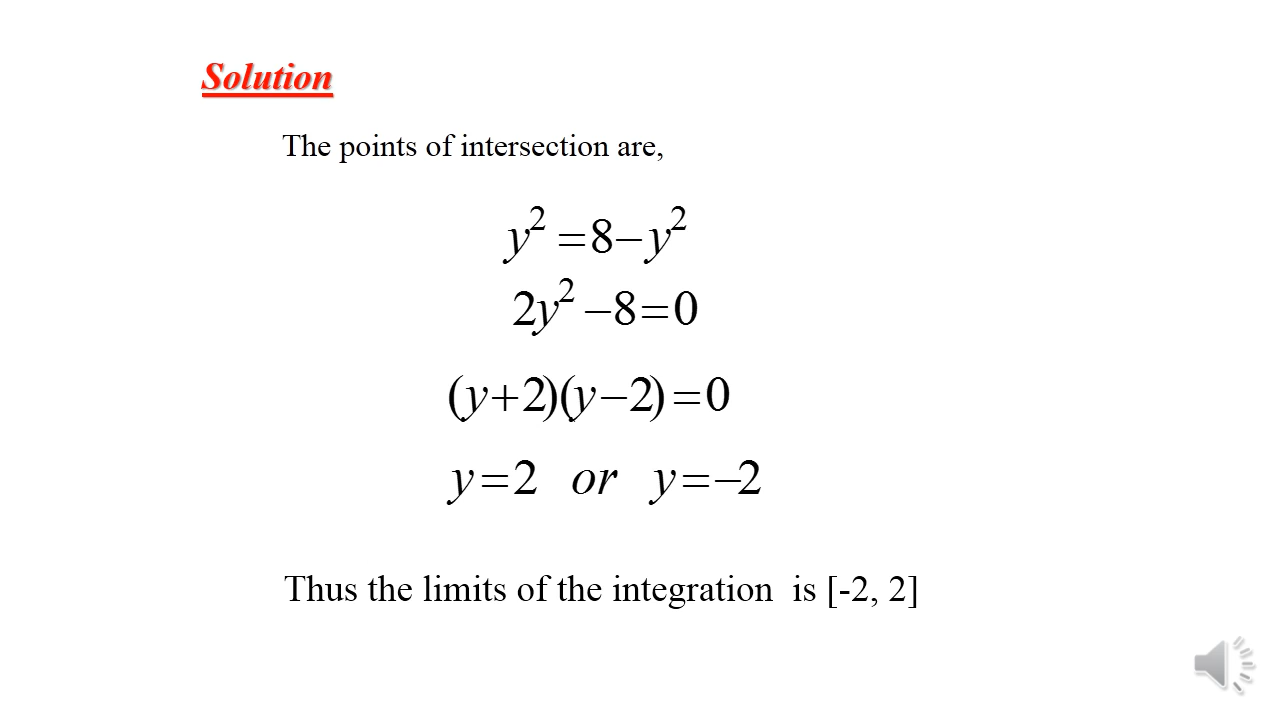 Solution
The points of intersection are,
y² = 8 − y²
2y² − 8 = 0
(y + 2)(y − 2) = 0
y = 2 or y = −2
Thus the limits of the integration is [-2, 2]